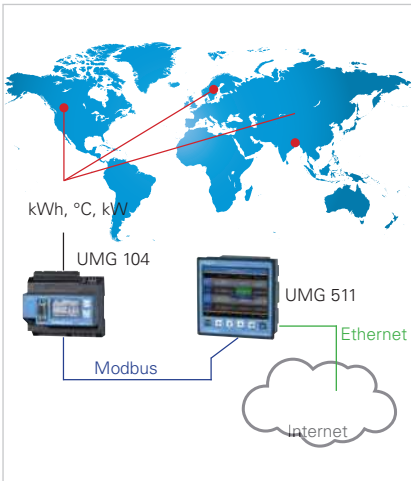 kWh, °C, kW
UMG 104
UMG 511
Ethernet
Modbus
Internet